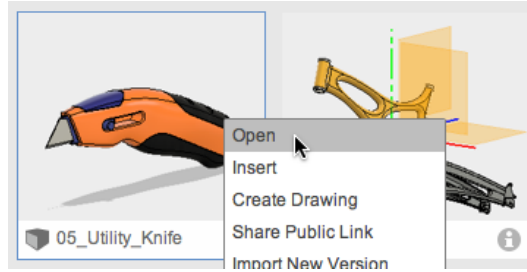 Open
Insert
Create Drawing
05_Utility_Knife
Share Public Link
Import New Version